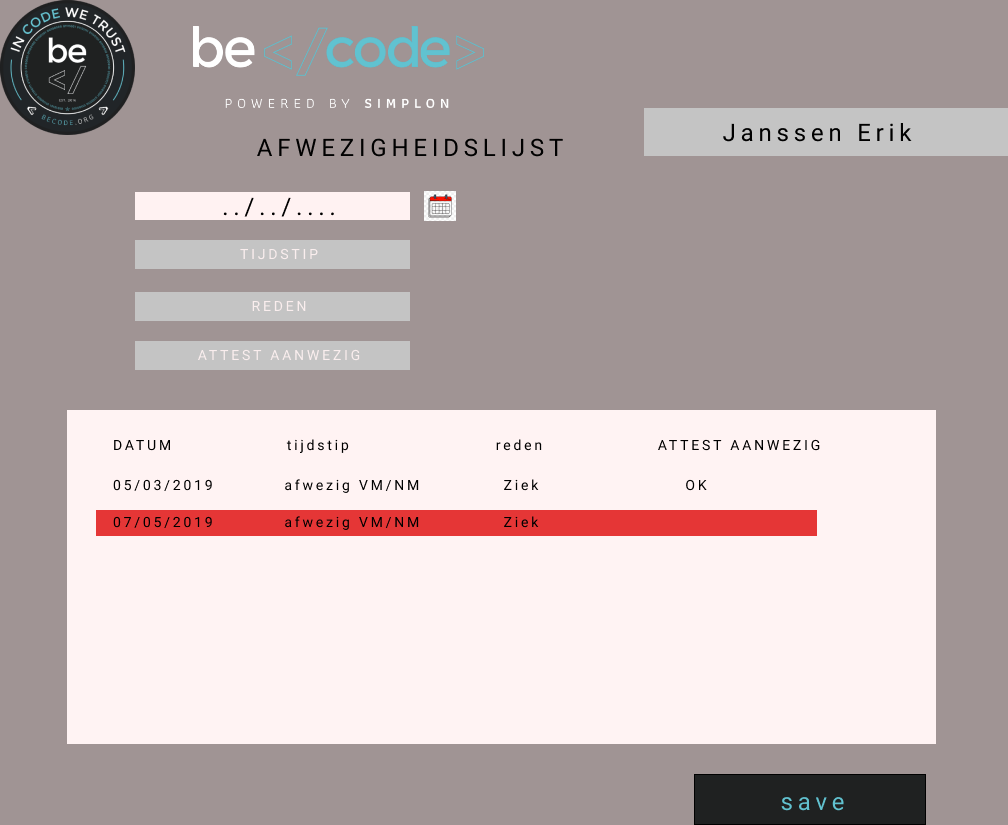 IN CODE WE TRUST
be
</>
EST. 2016
BECODE.ORG
be </code>
POWERED BY SIMPLON
AFWEZIGHEIDSLIJST
Janssen Erik
../../....
TIJDSTIP
REDEN
ATTEST AANWEZIG
DATUM tijdstip reden ATTEST AANWEZIG
05/03/2019 afwezig VM/NM Ziek OK
07/05/2019 afwezig VM/NM Ziek
save